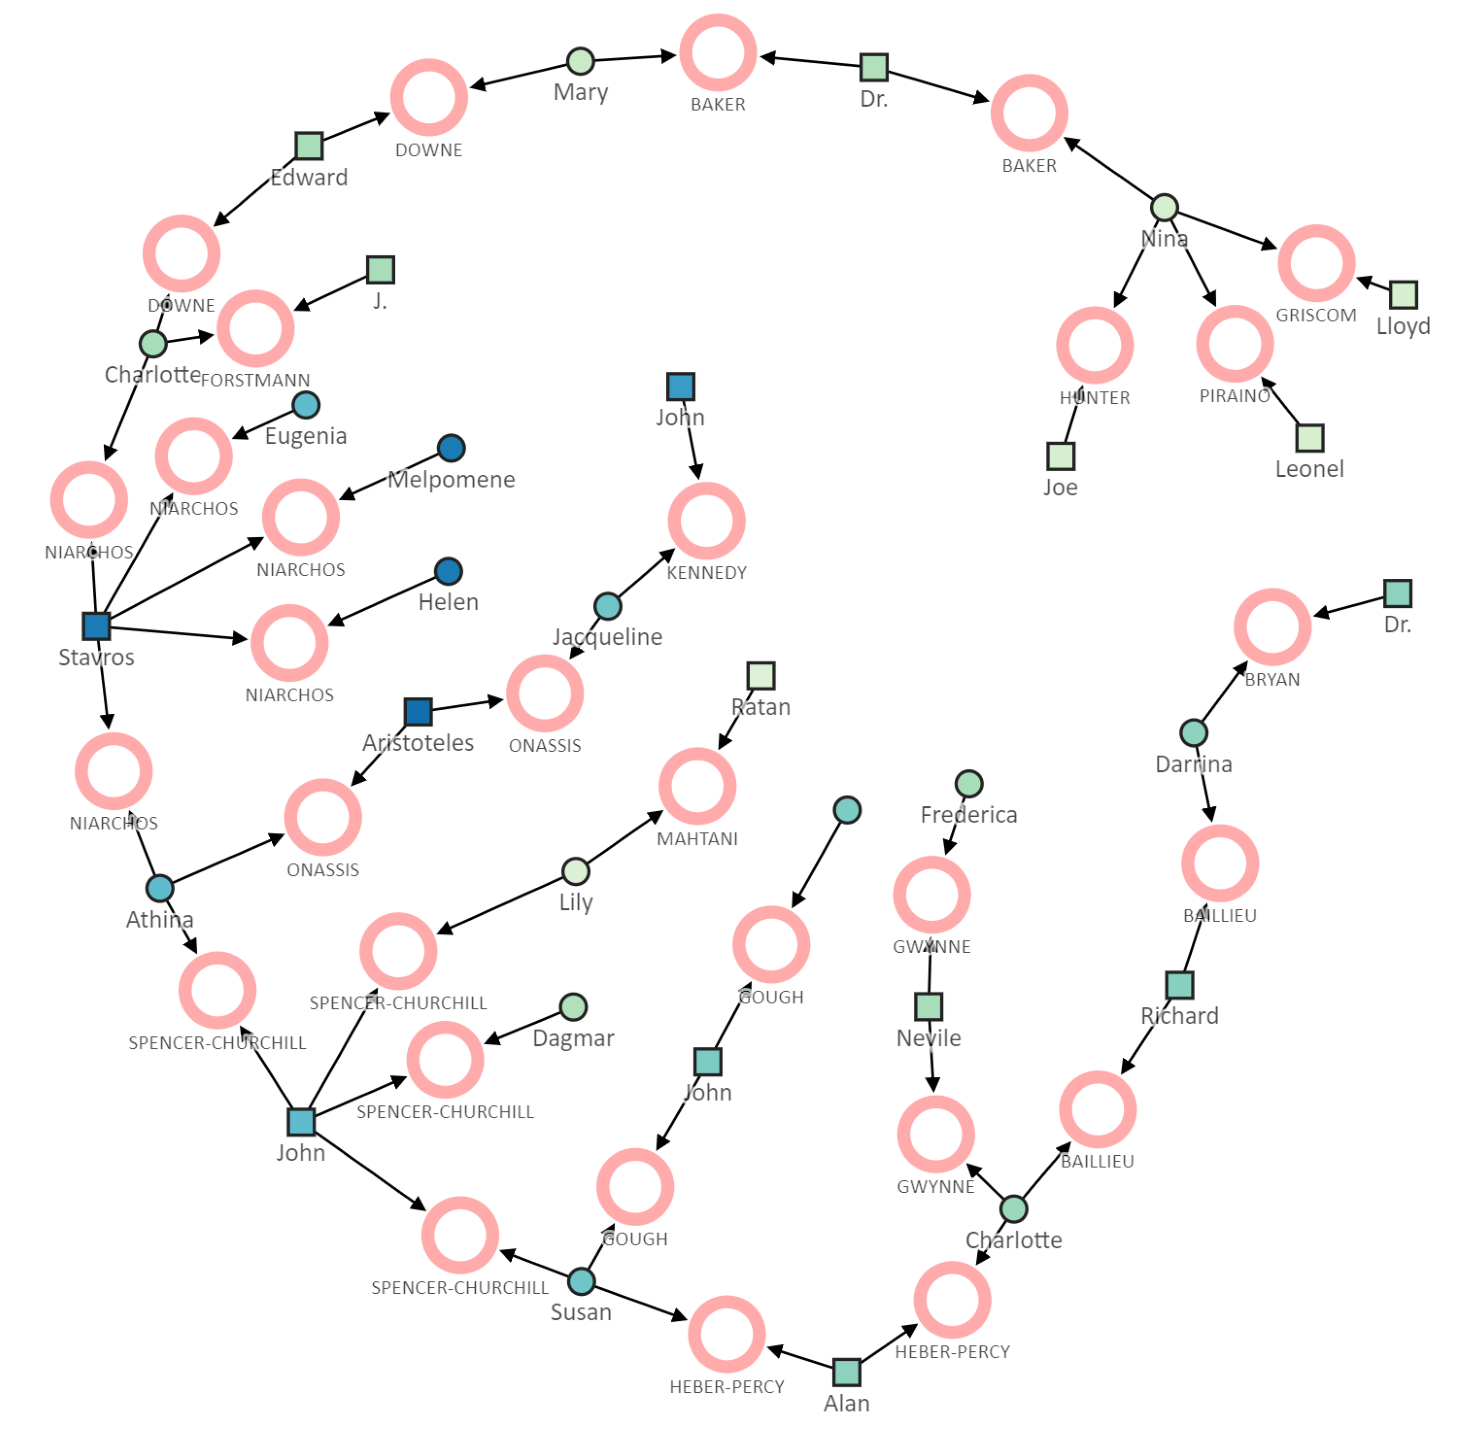 Mary
BAKER
Dr.
DOWNE
BAKER
Edward
Nina
DOWNE
J.
GRISCOM
Lloyd
Charlotte
FORSTMANN
HUNTER
PIRAINO
John
Eugenia
Leonel
Melpomene
Joe
NIARCHOS
NIARCHOS
NIARCHOS
KENNEDY
Helen
Dr.
Jacqueline
Stavros
NIARCHOS
BRYAN
Ratan
Aristoteles
ONASSIS
Darrina
NIARCHOS
Frederica
MAHTANI
ONASSIS
Lily
Athina
BAILLIEU
GWYNNE
SPENCER-CHURCHILL
GOUGH
Richard
SPENCER-CHURCHILL
Dagmar
Nevile
John
SPENCER-CHURCHILL
John
BAILLIEU
GWYNNE
GOUGH
Charlotte
SPENCER-CHURCHILL
Susan
HEBER-PERCY
HEBER-PERCY
Alan